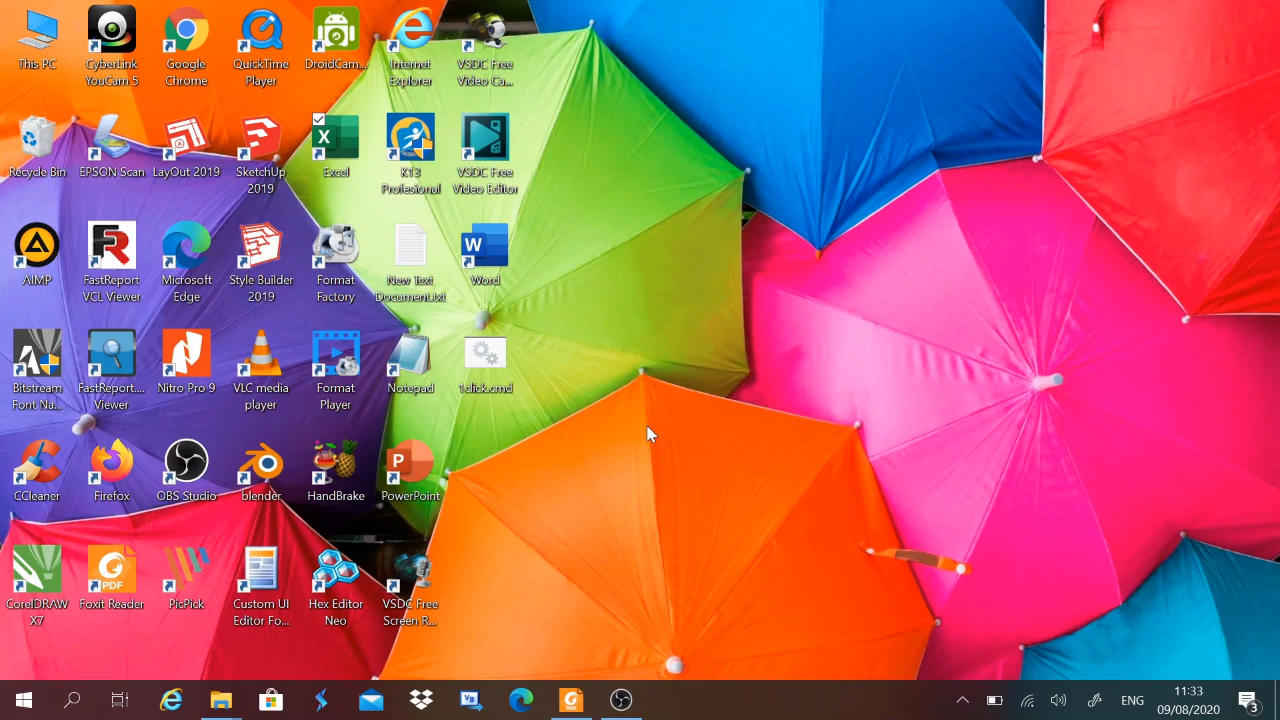 This PC
CyberLink
YouCam 5
Google
Chrome
QuickTime
Player
DroidCam...
Internet
Explorer
VSDC Free
Video Ca...
Recycle Bin
EPSON Scan
LayOut 2019
SketchUp
2019
Excel
K13
Profesional
VSDC Free
Video Editor
AIMP
FastReport
VCL Viewer
Microsoft
Edge
Style Builder
2019
Format
Factory
New Text
Document.txt
Word
Bitstream
Font Na...
FastReport....
Viewer
Nitro Pro 9
VLC media
player
Format
Player
Notepad
1click.cmd
CCleaner
Firefox
OBS Studio
blender
HandBrake
PowerPoint
CorelDRAW
X7
PDF
Foxit Reader
PicPick
Custom UI
Editor Fo...
Hex Editor
Neo
VSDC Free
Screen R...
ENG
11:33
09/08/2020
3